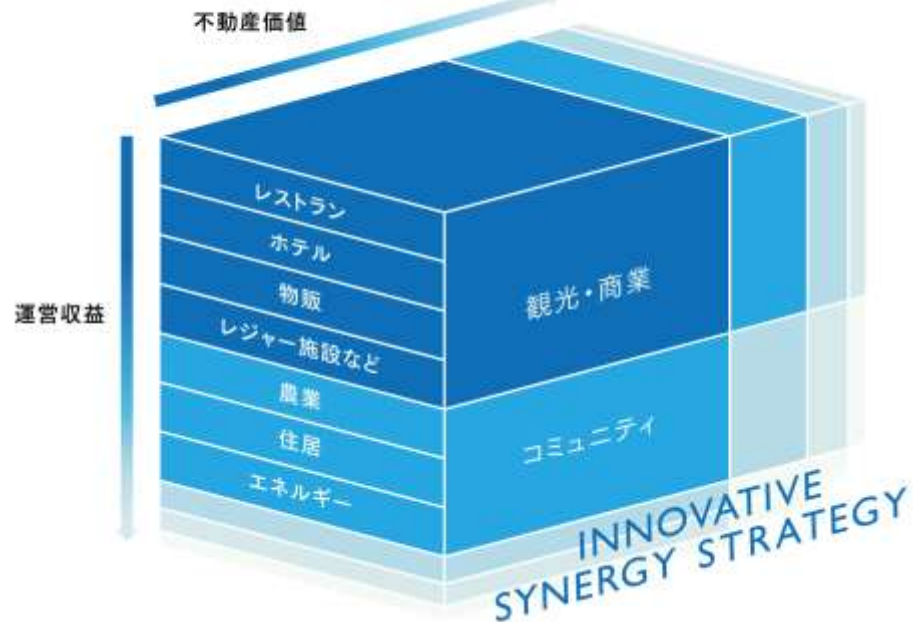 不動産価値
運営収益
レストラン
ホテル
物販
レジャー施設など
農業
住居
エネルギー
観光・商業
コミュニティ
INNOVATIVE
SYNERGY STRATEGY